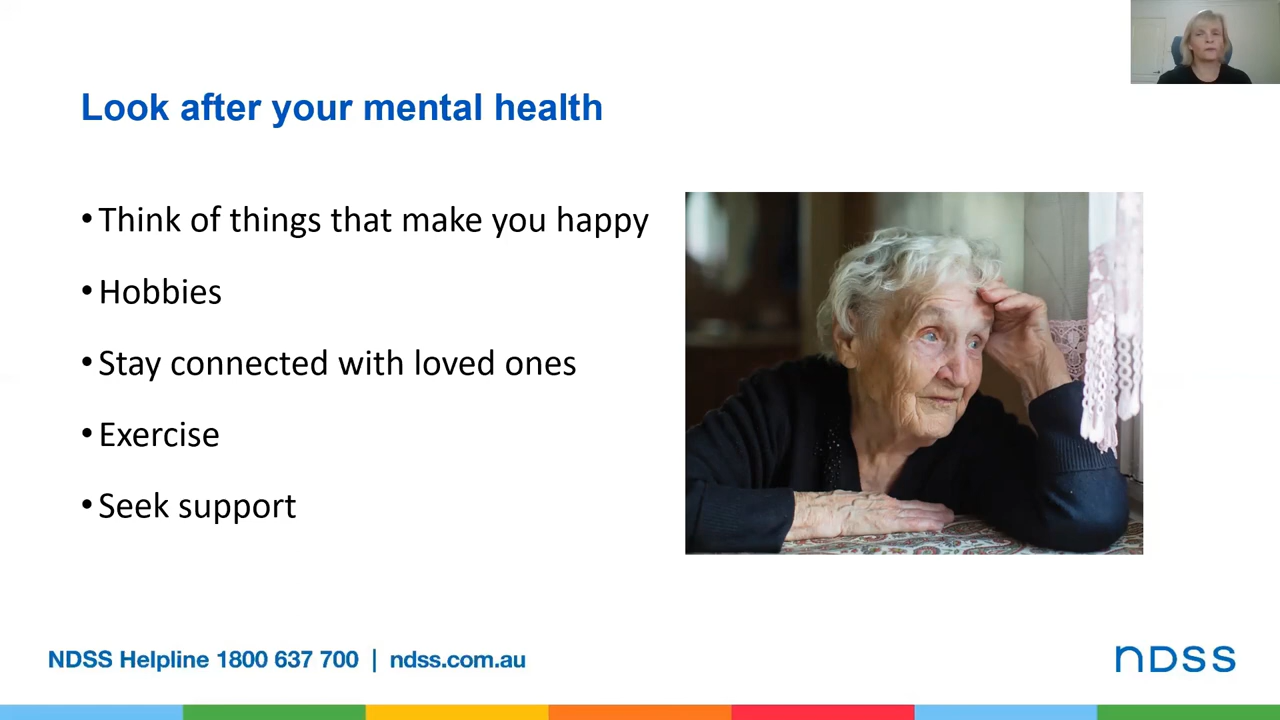 Look after your mental health
• Think of things that make you happy
• Hobbies
• Stay connected with loved ones
• Exercise
• Seek support
NDSS Helpline 1800 637 700 | ndss.com.au
ndss